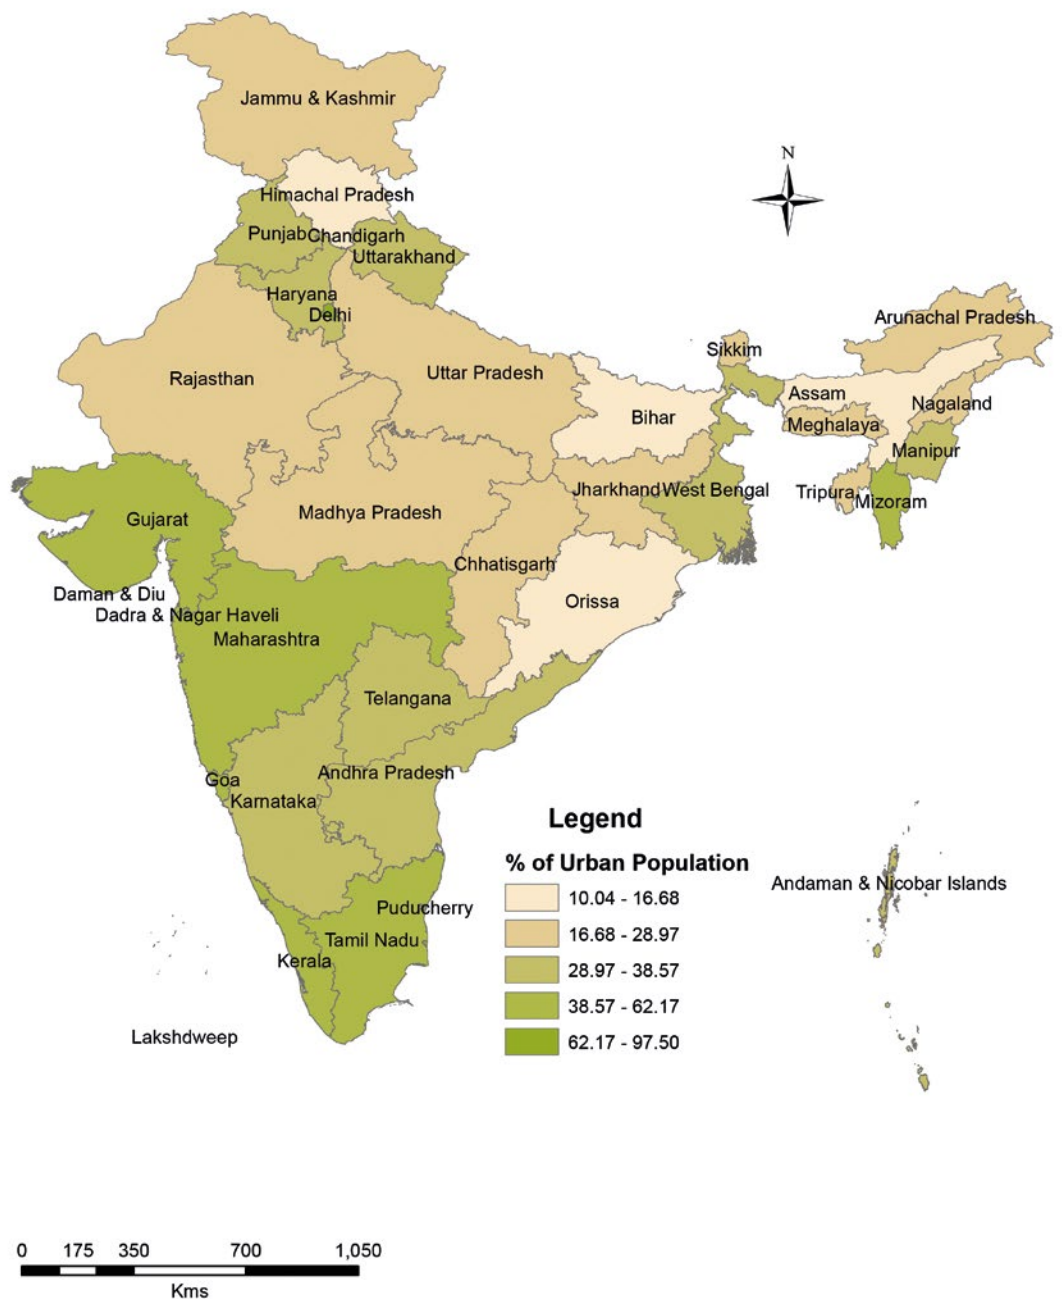 Jammu & Kashmir
N
Himachal Pradesh
Punjab
Chandigarh
Uttarakhand
Haryana
Delhi
Arunachal Pradesh
Sikkim
Rajasthan
Uttar Pradesh
Assam
Nagaland
Bihar
Meghalaya
Manipur
Jharkhand
West Bengal
Tripura
Mizoram
Gujarat
Madhya Pradesh
Chhatisgarh
Daman & Diu
Orissa
Dadra & Nagar Haveli
Maharashtra
Telangana
Goa
Andhra Pradesh
Karnataka
Legend
% of Urban Population
10.04 - 16.68
16.68 - 28.97
28.97 - 38.57
38.57 - 62.17
62.17 - 97.50
Andaman & Nicobar Islands
Puducherry
Tamil Nadu
Kerala
Lakshdweep
0 175 350 700 1,050
Kms